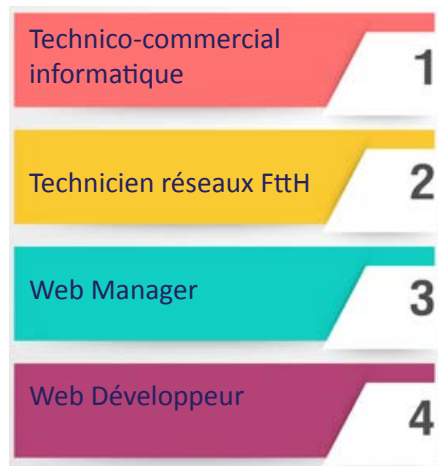 Technico-commercial
informatique
1
Technicien réseaux FttH
2
Web Manager
3
Web Développeur
4